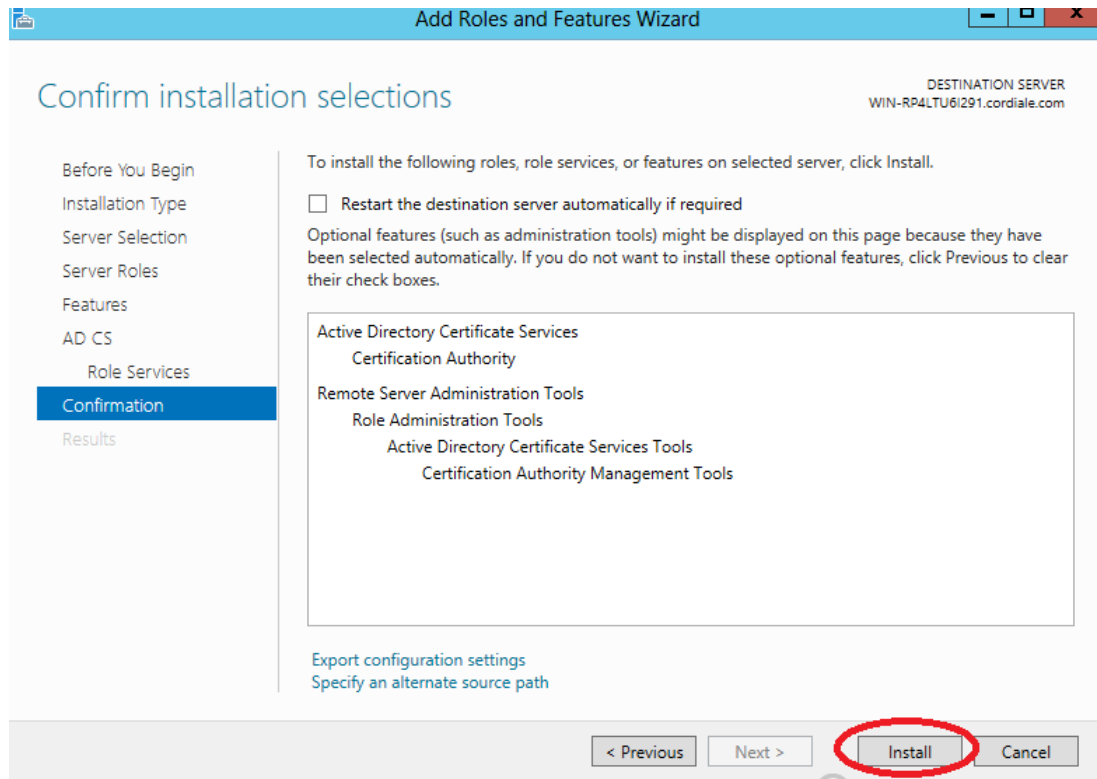 Add Roles and Features Wizard
Confirm installation selections
DESTINATION SERVER
WIN-RP4LTU6I291.cordiale.com
Before You Begin
Installation Type
Server Selection
Server Roles
Features
AD CS
Role Services
Confirmation
Results
To install the following roles, role services, or features on selected server, click Install.
Restart the destination server automatically if required
Optional features (such as administration tools) might be displayed on this page because they have
been selected automatically. If you do not want to install these optional features, click Previous to clear
their check boxes.
Active Directory Certificate Services
Certification Authority
Remote Server Administration Tools
Role Administration Tools
Active Directory Certificate Services Tools
Certification Authority Management Tools
Export configuration settings
Specify an alternate source path
< Previous
Next >
Install
Cancel